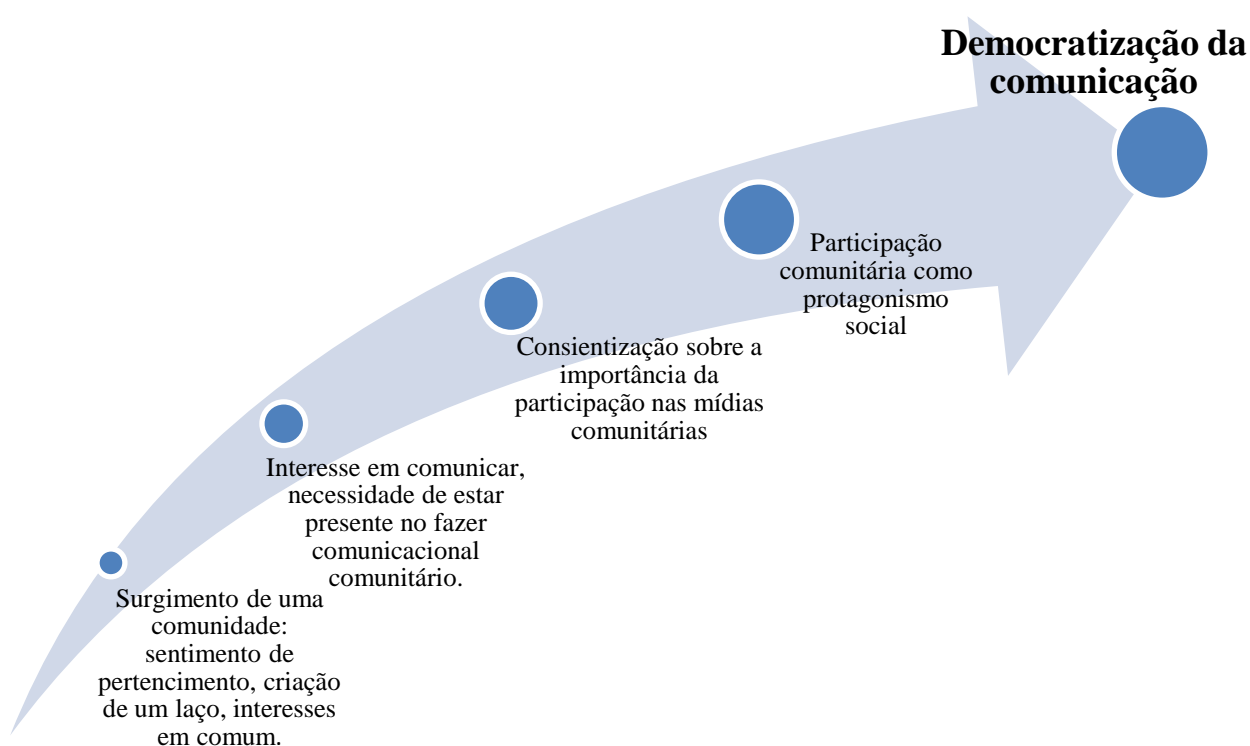 Democratização da
comunicação
Participação
comunitária como
protagonismo
social
Consientização sobre a
importância da
participação nas mídias
comunitárias
Interesse em comunicar,
necessidade de estar
presente no fazer
comunicacional
comunitário.
Surgimento de uma
comunidade:
sentimento de
pertencimento, criação
de um laço, interesses
em comum.